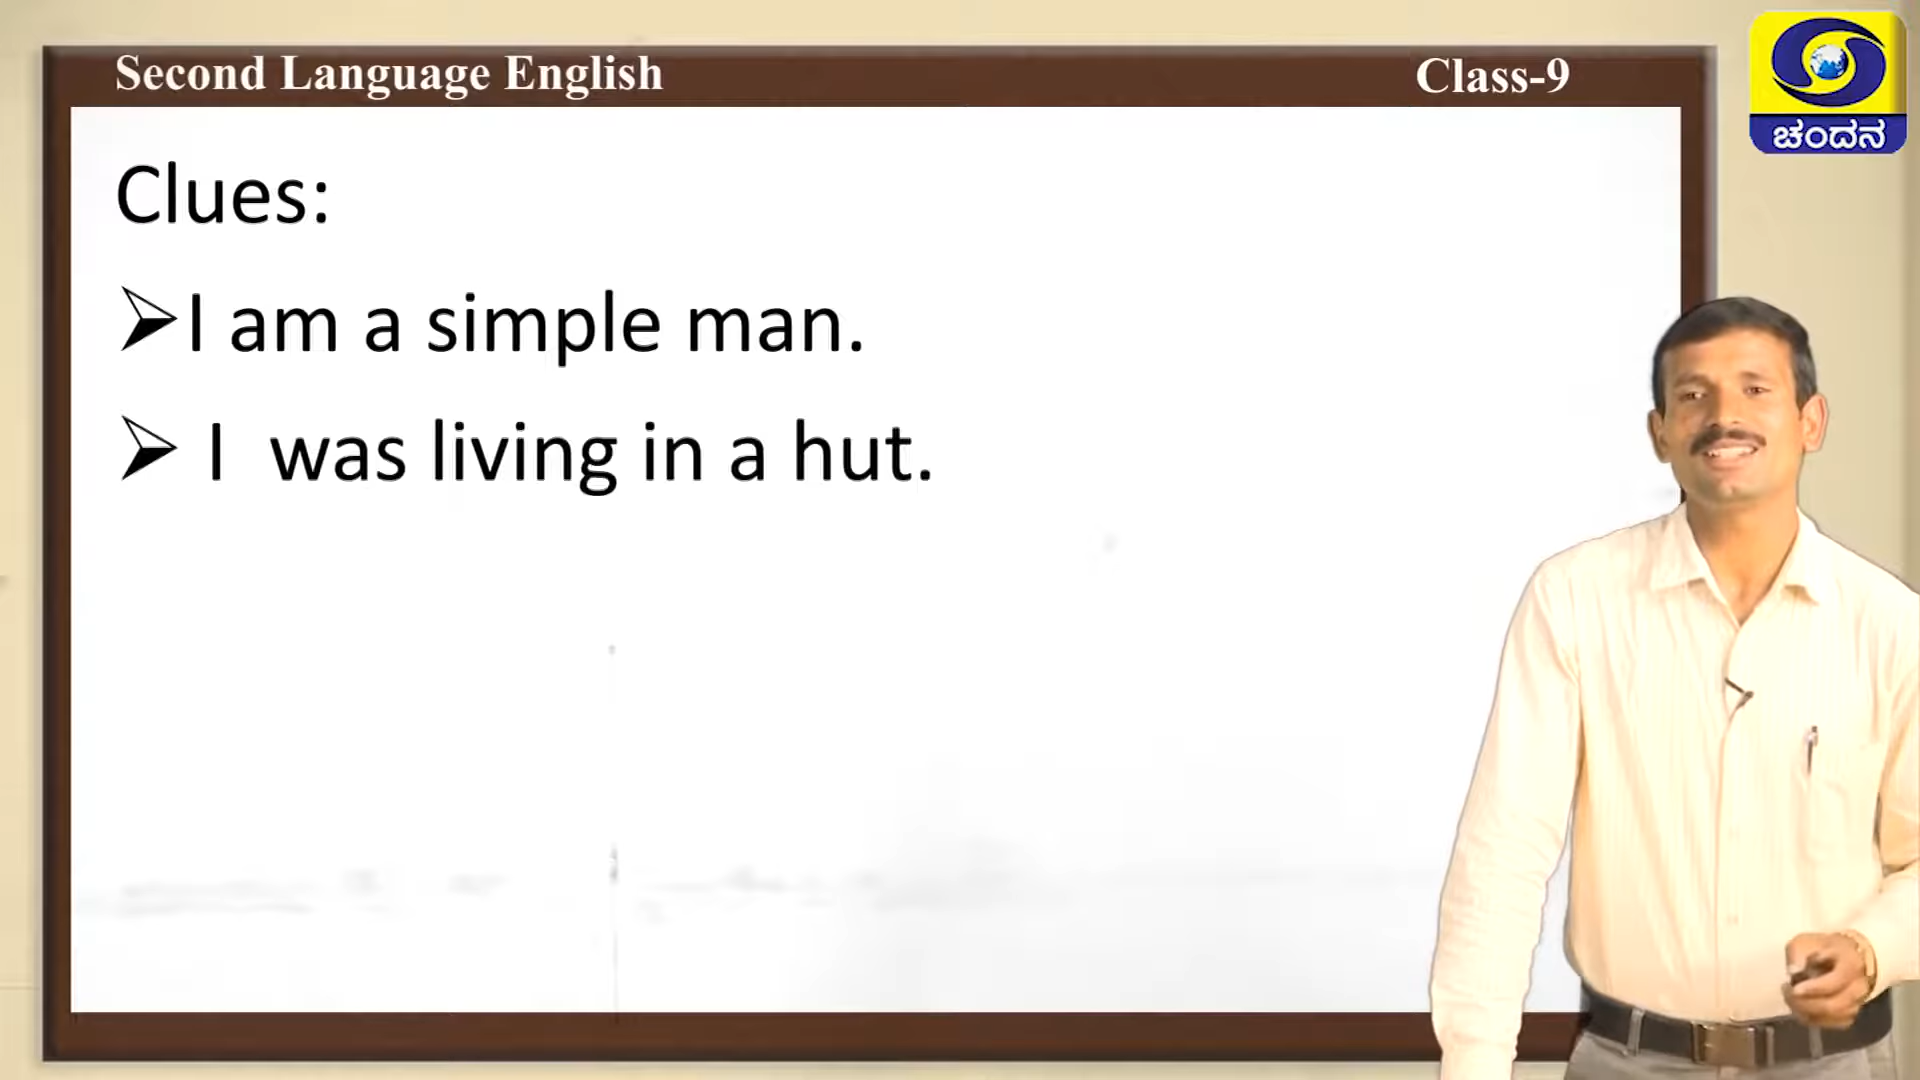 Second Language English
Class-9
ಚಂದನ
Clues:
➢I am a simple man.
➢ I was living in a hut.